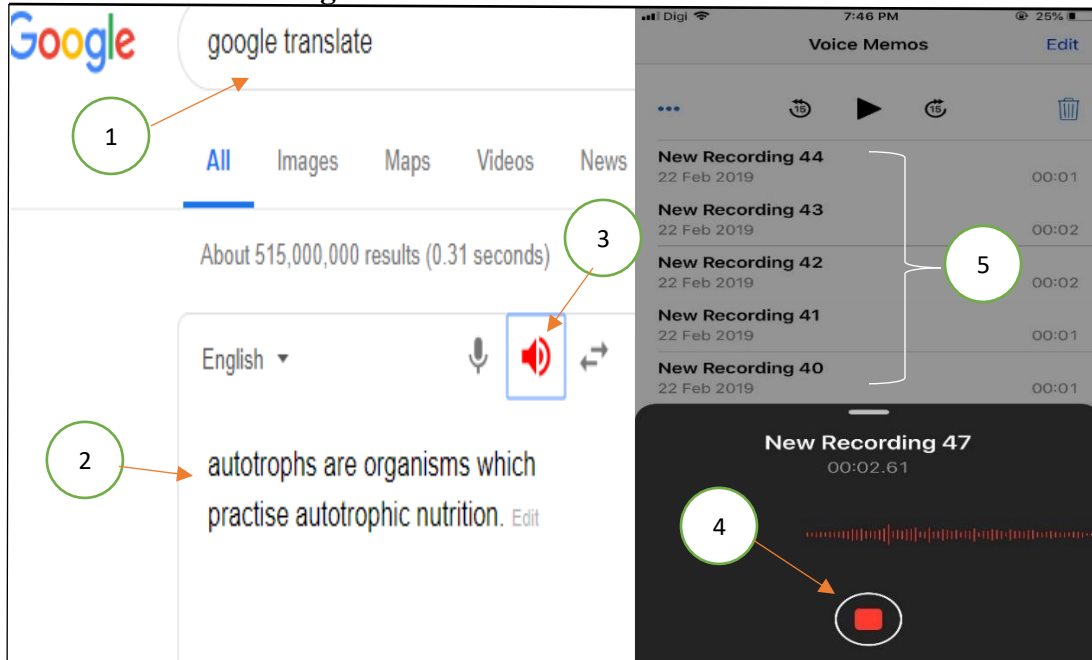 Google
google translate
1
All Images Maps Videos News
About 515,000,000 results (0.31 seconds)
3
English
2
autotrophs are organisms which
practise autotrophic nutrition. Edit
Digi 7:46 PM 25%
Voice Memos Edit
15 15
New Recording 44
22 Feb 2019 00:01
New Recording 43
22 Feb 2019 00:02
New Recording 42
22 Feb 2019 00:02
5
New Recording 41
22 Feb 2019 00:01
New Recording 40
22 Feb 2019 00:01
New Recording 47
00:02.61
4